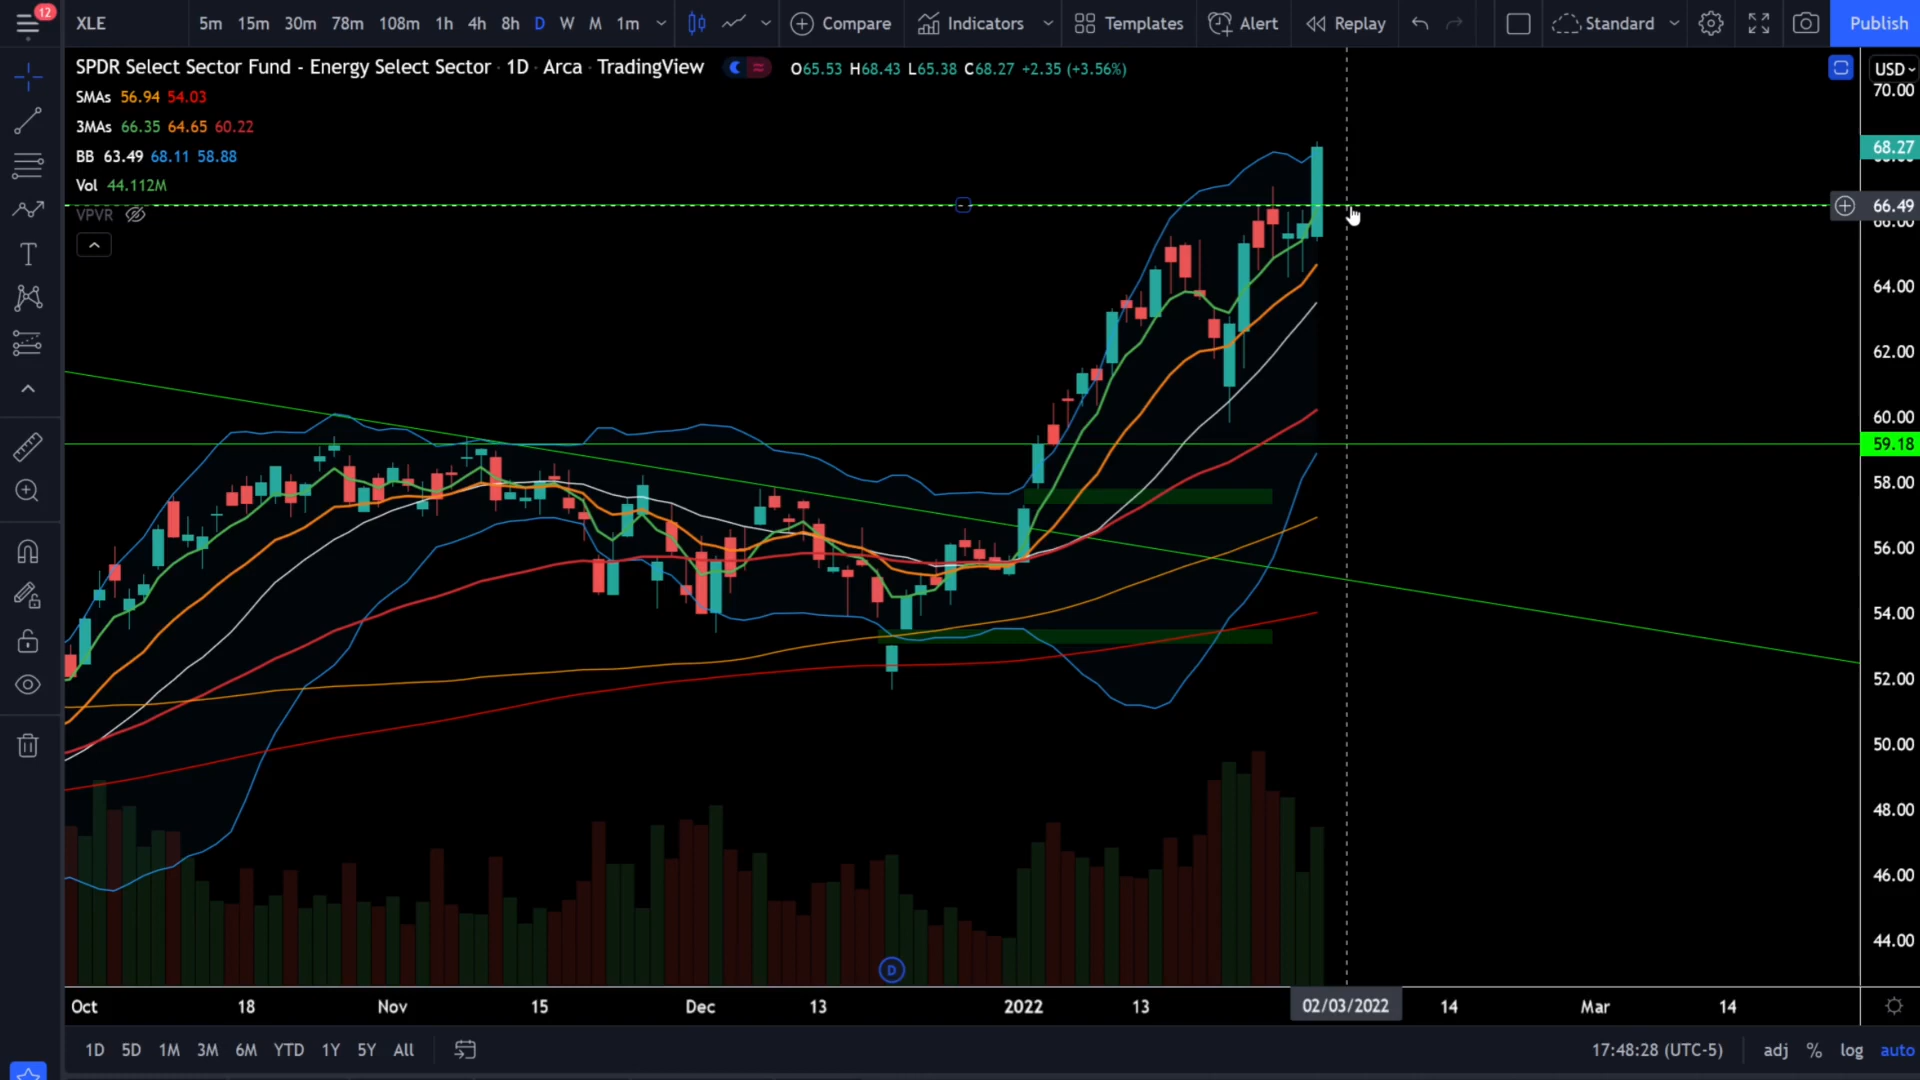 12
XLE 5m 15m 30m 78m 108m 1h 4h 8h D W M 1m Compare Indicators Templates Alert Replay Standard Publish
SPDR Select Sector Fund - Energy Select Sector · 1D · Arca · TradingView O65.53 H68.43 L65.38 C68.27 +2.35 (+3.56%) USD
SMAs 56.94 54.03
3MAs 66.35 64.65 60.22
BB 63.49 68.11 58.88
Vol 44.112M
VPVR
70.00
68.27
66.49
64.00
62.00
60.00
59.18
58.00
56.00
54.00
52.00
50.00
48.00
46.00
44.00
D
Oct 18 Nov 15 Dec 13 2022 13 02/03/2022 14 Mar 14
1D 5D 1M 3M 6M YTD 1Y 5Y All 17:48:28 (UTC-5) adj % log auto